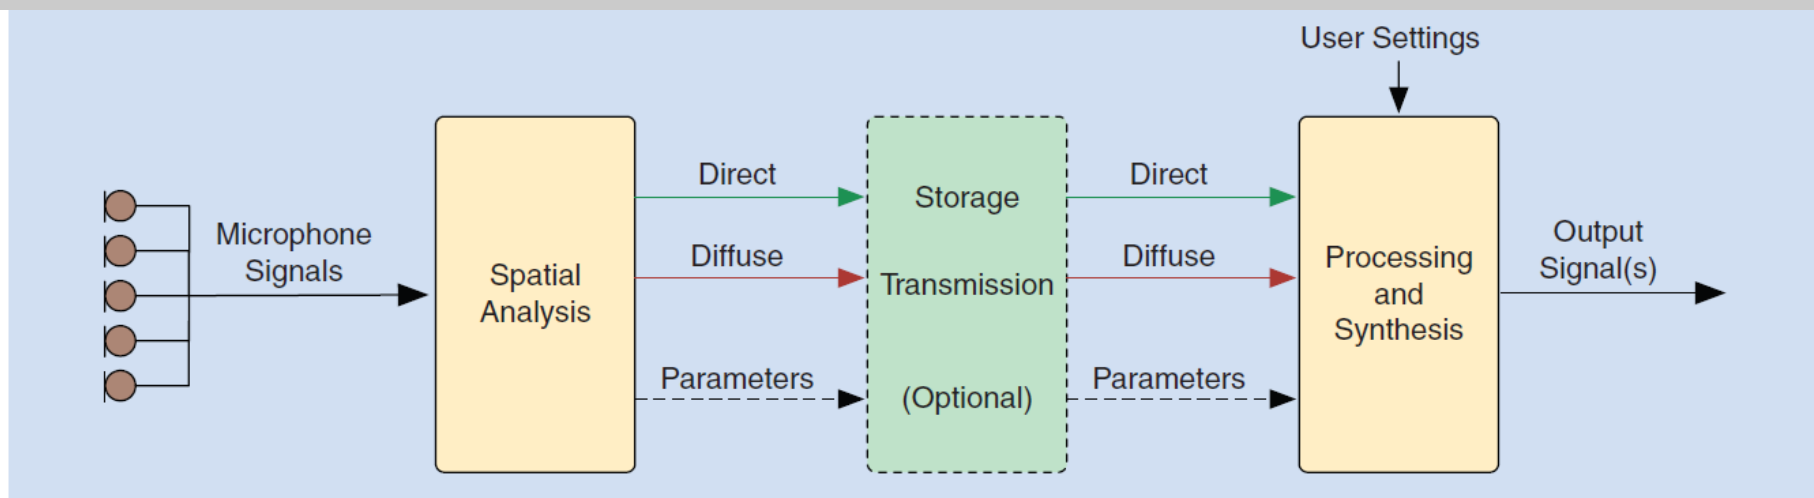 User Settings
Microphone
Signals
Spatial
Analysis
Direct
Diffuse
Parameters
Storage
Transmission
(Optional)
Direct
Diffuse
Parameters
Processing
and
Synthesis
Output
Signal(s)